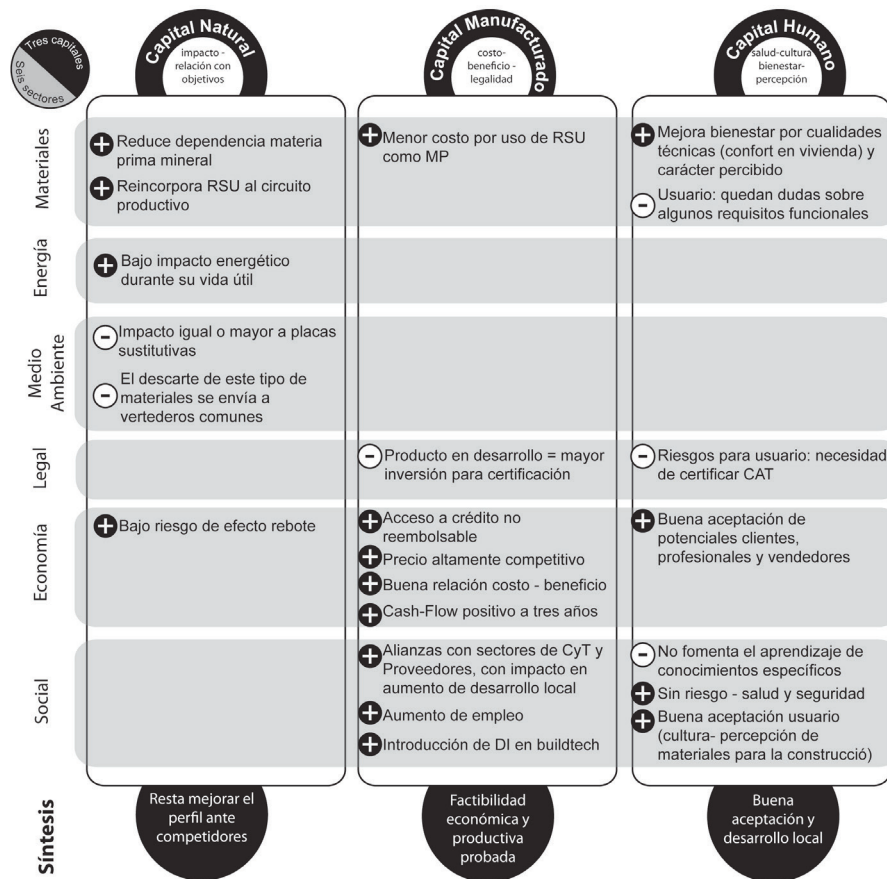 Tres capitales
Seis sectores
Capital Natural
impacto -
relación con
objetivos
Capital Manufacturado
costo-
beneficio -
legalidad
Capital Humano
salud-cultura
bienestar-
percepción
Materiales
Reduce dependencia materia
prima mineral
Reincorpora RSU al circuito
productivo
Menor costo por uso de RSU
como MP
Mejora bienestar por cualidades
técnicas (confort en vivienda) y
carácter percibido
Usuario: quedan dudas sobre
algunos requisitos funcionales
Energía
Bajo impacto energético
durante su vida útil
Medio
Ambiente
Impacto igual o mayor a placas
sustitutivas
El descarte de este tipo de
materiales se envía a
vertederos comunes
Legal
Producto en desarrollo = mayor
inversión para certificación
Riesgos para usuario: necesidad
de certificar CAT
Economía
Bajo riesgo de efecto rebote
Acceso a crédito no
reembolsable
Precio altamente competitivo
Buena relación costo - beneficio
Cash-Flow positivo a tres años
Buena aceptación de
potenciales clientes,
profesionales y vendedores
Social
Alianzas con sectores de CyT y
Proveedores, con impacto en
aumento de desarrollo local
Aumento de empleo
Introducción de DI en buildtech
No fomenta el aprendizaje de
conocimientos específicos
Sin riesgo - salud y seguridad
Buena aceptación usuario
(cultura- percepción de
materiales para la construcció)
Síntesis
Resta mejorar el
perfil ante
competidores
Factibilidad
económica y
productiva
probada
Buena
aceptación y
desarrollo local